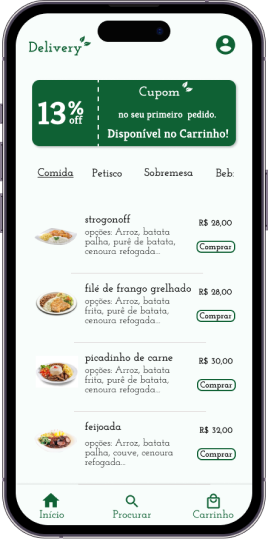 Delivery
13%
off
Cupom
no seu primeiro pedido.
Disponível no Carrinho!
Comida Petisco Sobremesa Beb:
strogonoff
R$ 28,00
opções: Arroz, batata
palha, purê de batata,
cenoura refogada...
Comprar
filé de frango grelhado
R$ 28,00
opções: Arroz, batata
frita, purê de batata,
cenoura refogada...
Comprar
picadinho de carne
R$ 30,00
opções: Arroz, batata
frita, purê de batata,
cenoura refogada...
Comprar
feijoada
R$ 32,00
opções: Arroz, batata
palha, couve, cenoura
refogada...
Comprar
Início Procurar Carrinho